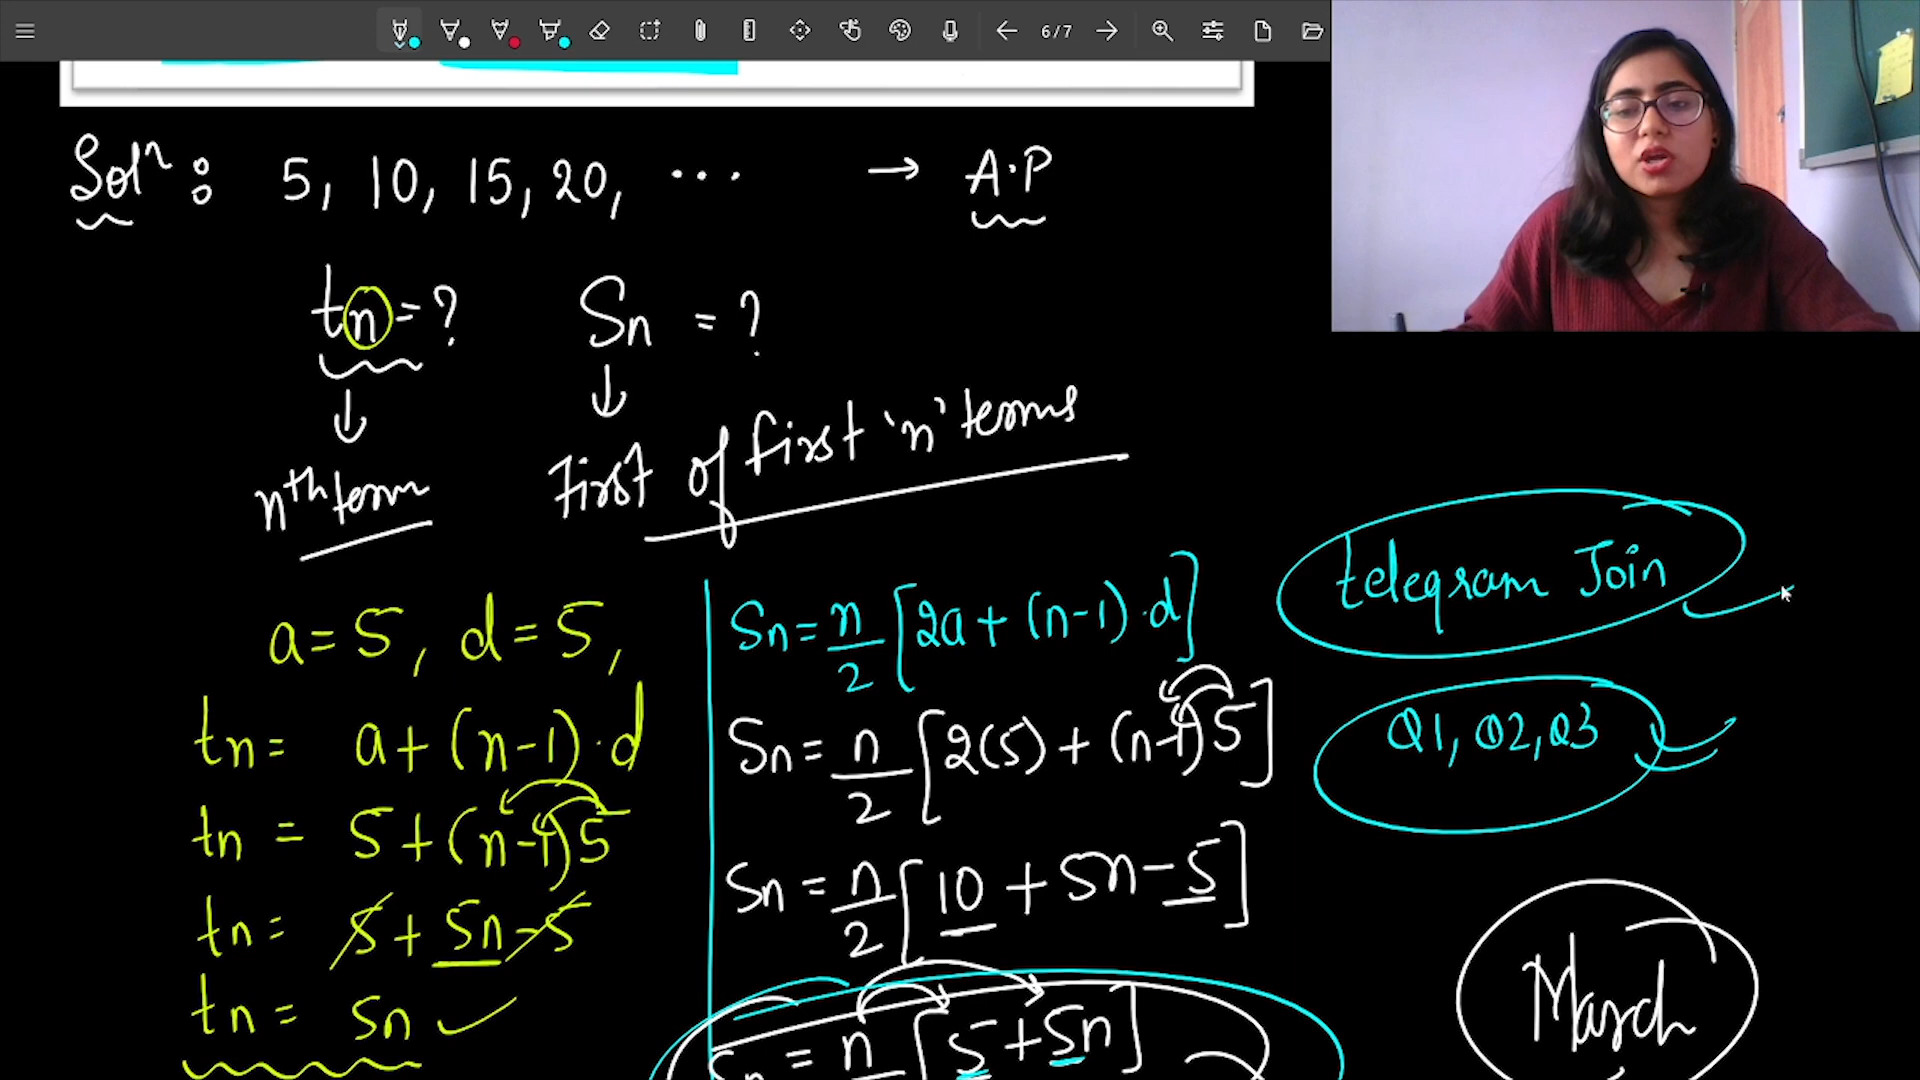 6/7
Solⁿ : 5, 10, 15, 20, ... → A.P
tn = ? Sn = ?
↓ ↓
nth term First of first 'n' terms
a = 5, d = 5,
tn = a + (n-1)·d
tn = 5 + (n-1)5
tn = 5 + 5n - 5
tn = 5n ✓
Sn = n/2 [2a + (n-1)·d]
Sn = n/2 [2(5) + (n-1)5]
Sn = n/2 [10 + 5n - 5]
Sn = n [5 + 5n]
telegram Join
Q1, Q2, Q3
March